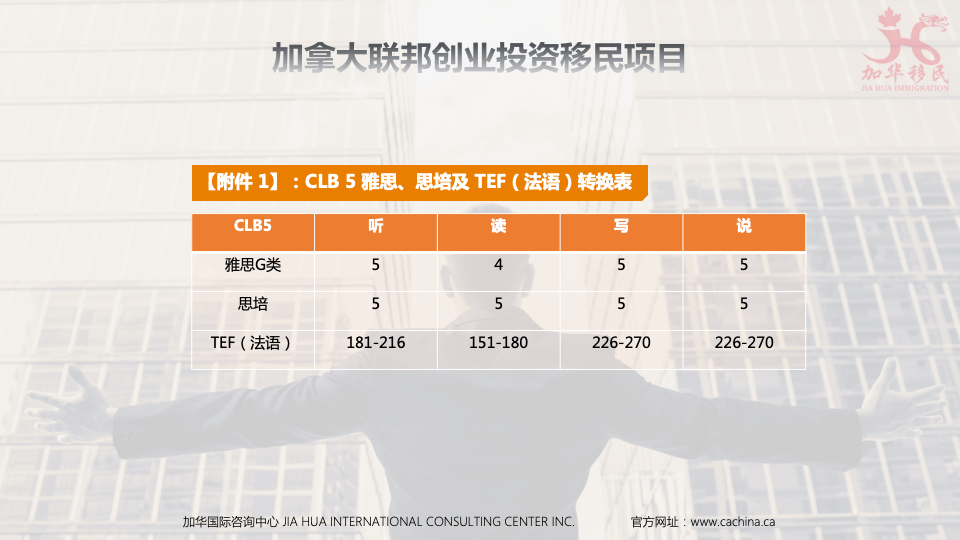 加拿大联邦创业投资移民项目
加华移民
JIA HUA IMMIGRATION
【附件 1】：CLB 5 雅思、思培及 TEF（法语）转换表
CLB5 听 读 写 说
雅思G类 5 4 5 5
思培 5 5 5 5
TEF（法语） 181-216 151-180 226-270 226-270
加华国际咨询中心 JIA HUA INTERNATIONAL CONSULTING CENTER INC. 官方网址：www.cachina.ca